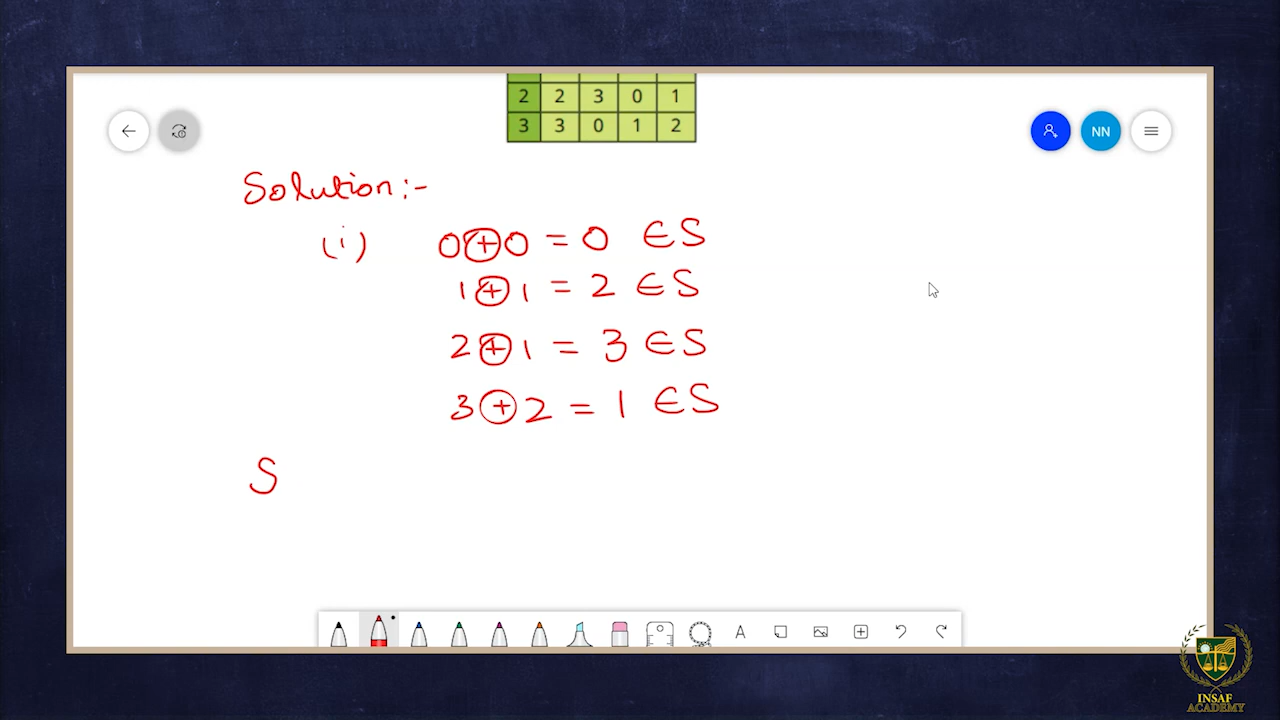 2 2 3 0 1
3 3 0 1 2
NN
Solution:-
(i) 0⊕0 = 0 ∈S
1⊕1 = 2 ∈S
2⊕1 = 3 ∈S
3⊕2 = 1 ∈S
S
A
INSAF
ACADEMY